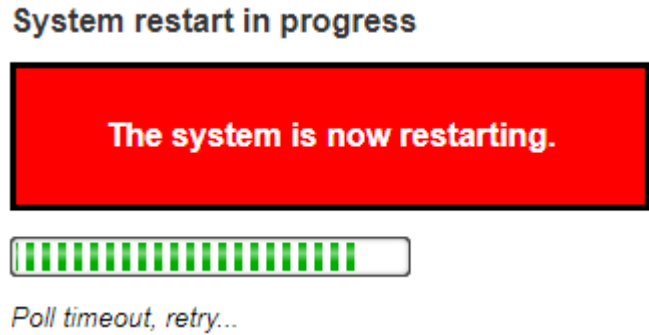 System restart in progress
The system is now restarting.
Poll timeout, retry...